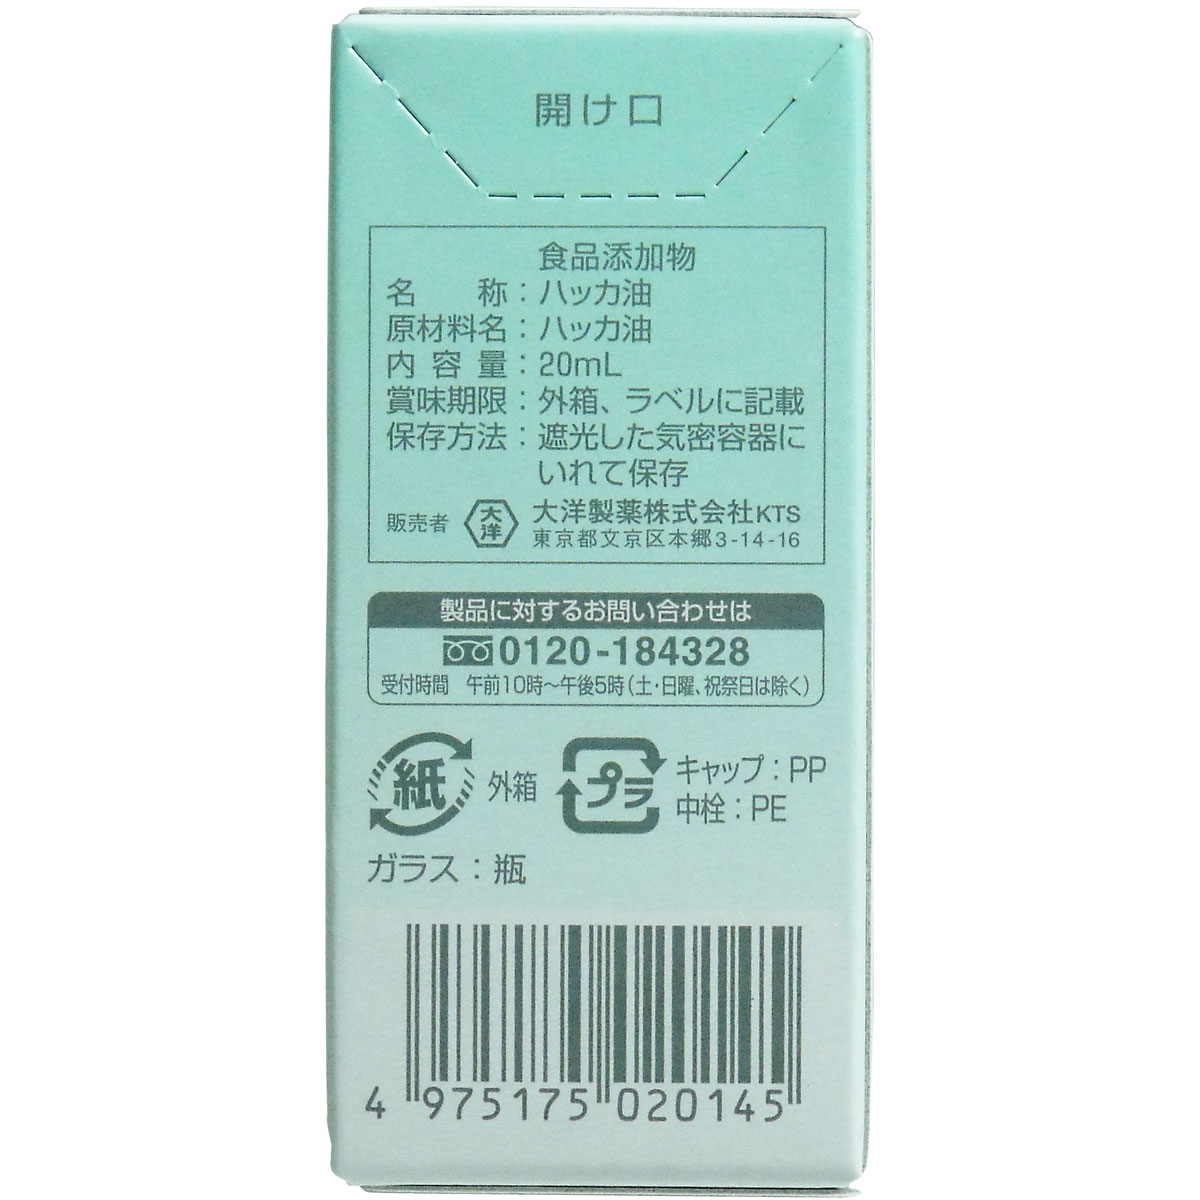 開け口
食品添加物
名　　称：ハッカ油
原材料名：ハッカ油
内 容 量：20mL
賞味期限：外箱、ラベルに記載
保存方法：遮光した気密容器に
いれて保存
販売者 大洋 大洋製薬株式会社KTS
東京都文京区本郷3-14-16
製品に対するお問い合わせは
0120-184328
受付時間　午前10時～午後5時(土・日曜、祝祭日は除く)
紙 外箱 プラ キャップ：PP
中栓：PE
ガラス：瓶
4 975175 020145